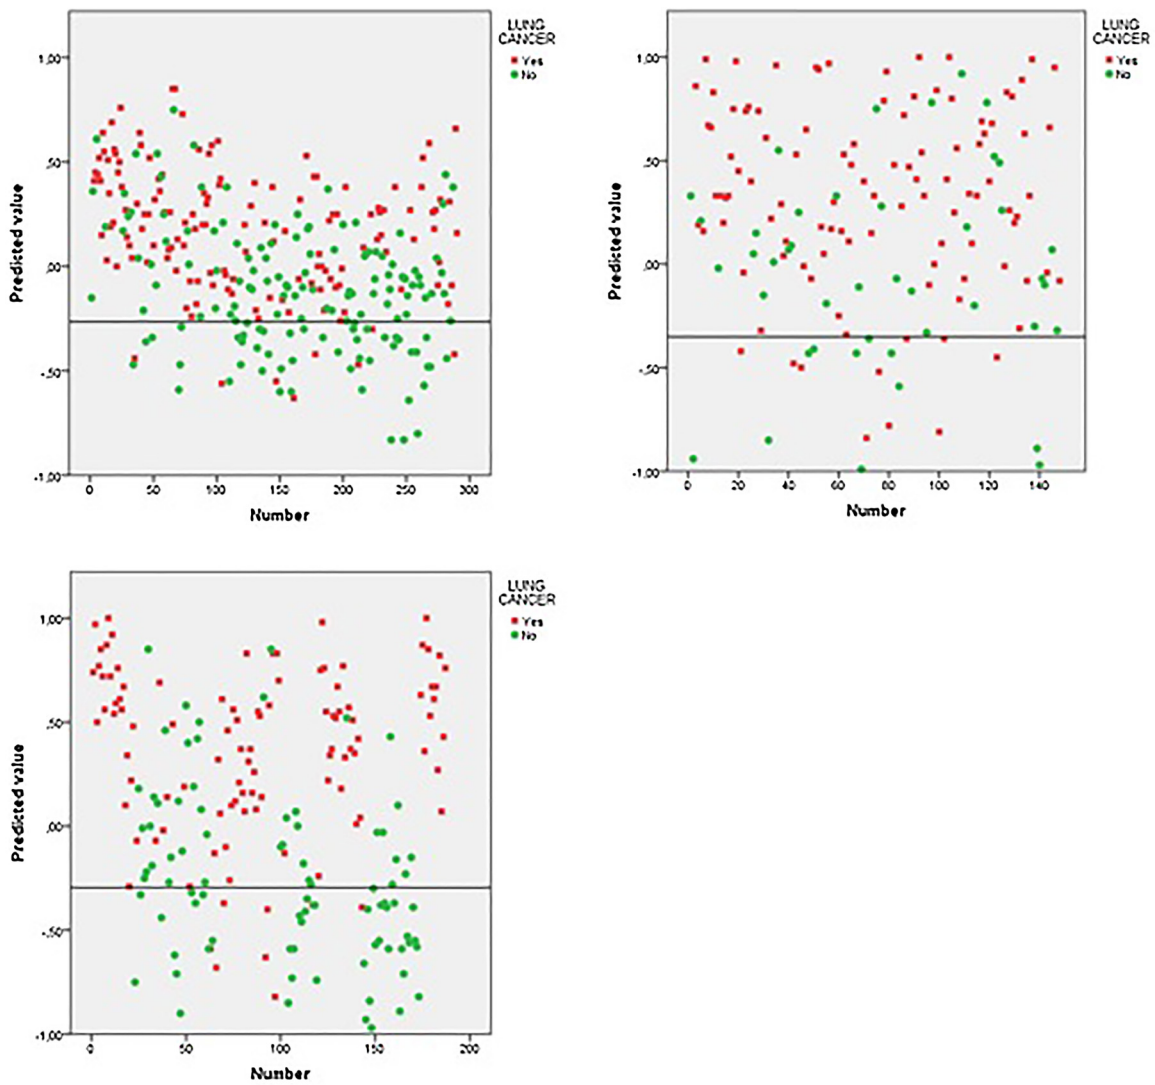 LUNG
CANCER
Yes
No
1,00
,50
,00
-,50
-1,00
Predicted value
0
50
100
150
200
250
300
Number
LUNG
CANCER
Yes
No
1,00
,50
,00
-,50
-1,00
Predicted value
0
20
40
60
80
100
120
140
Number
LUNG
CANCER
Yes
No
1,00
,50
,00
-,50
-1,00
Predicted value
0
50
100
150
200
Number